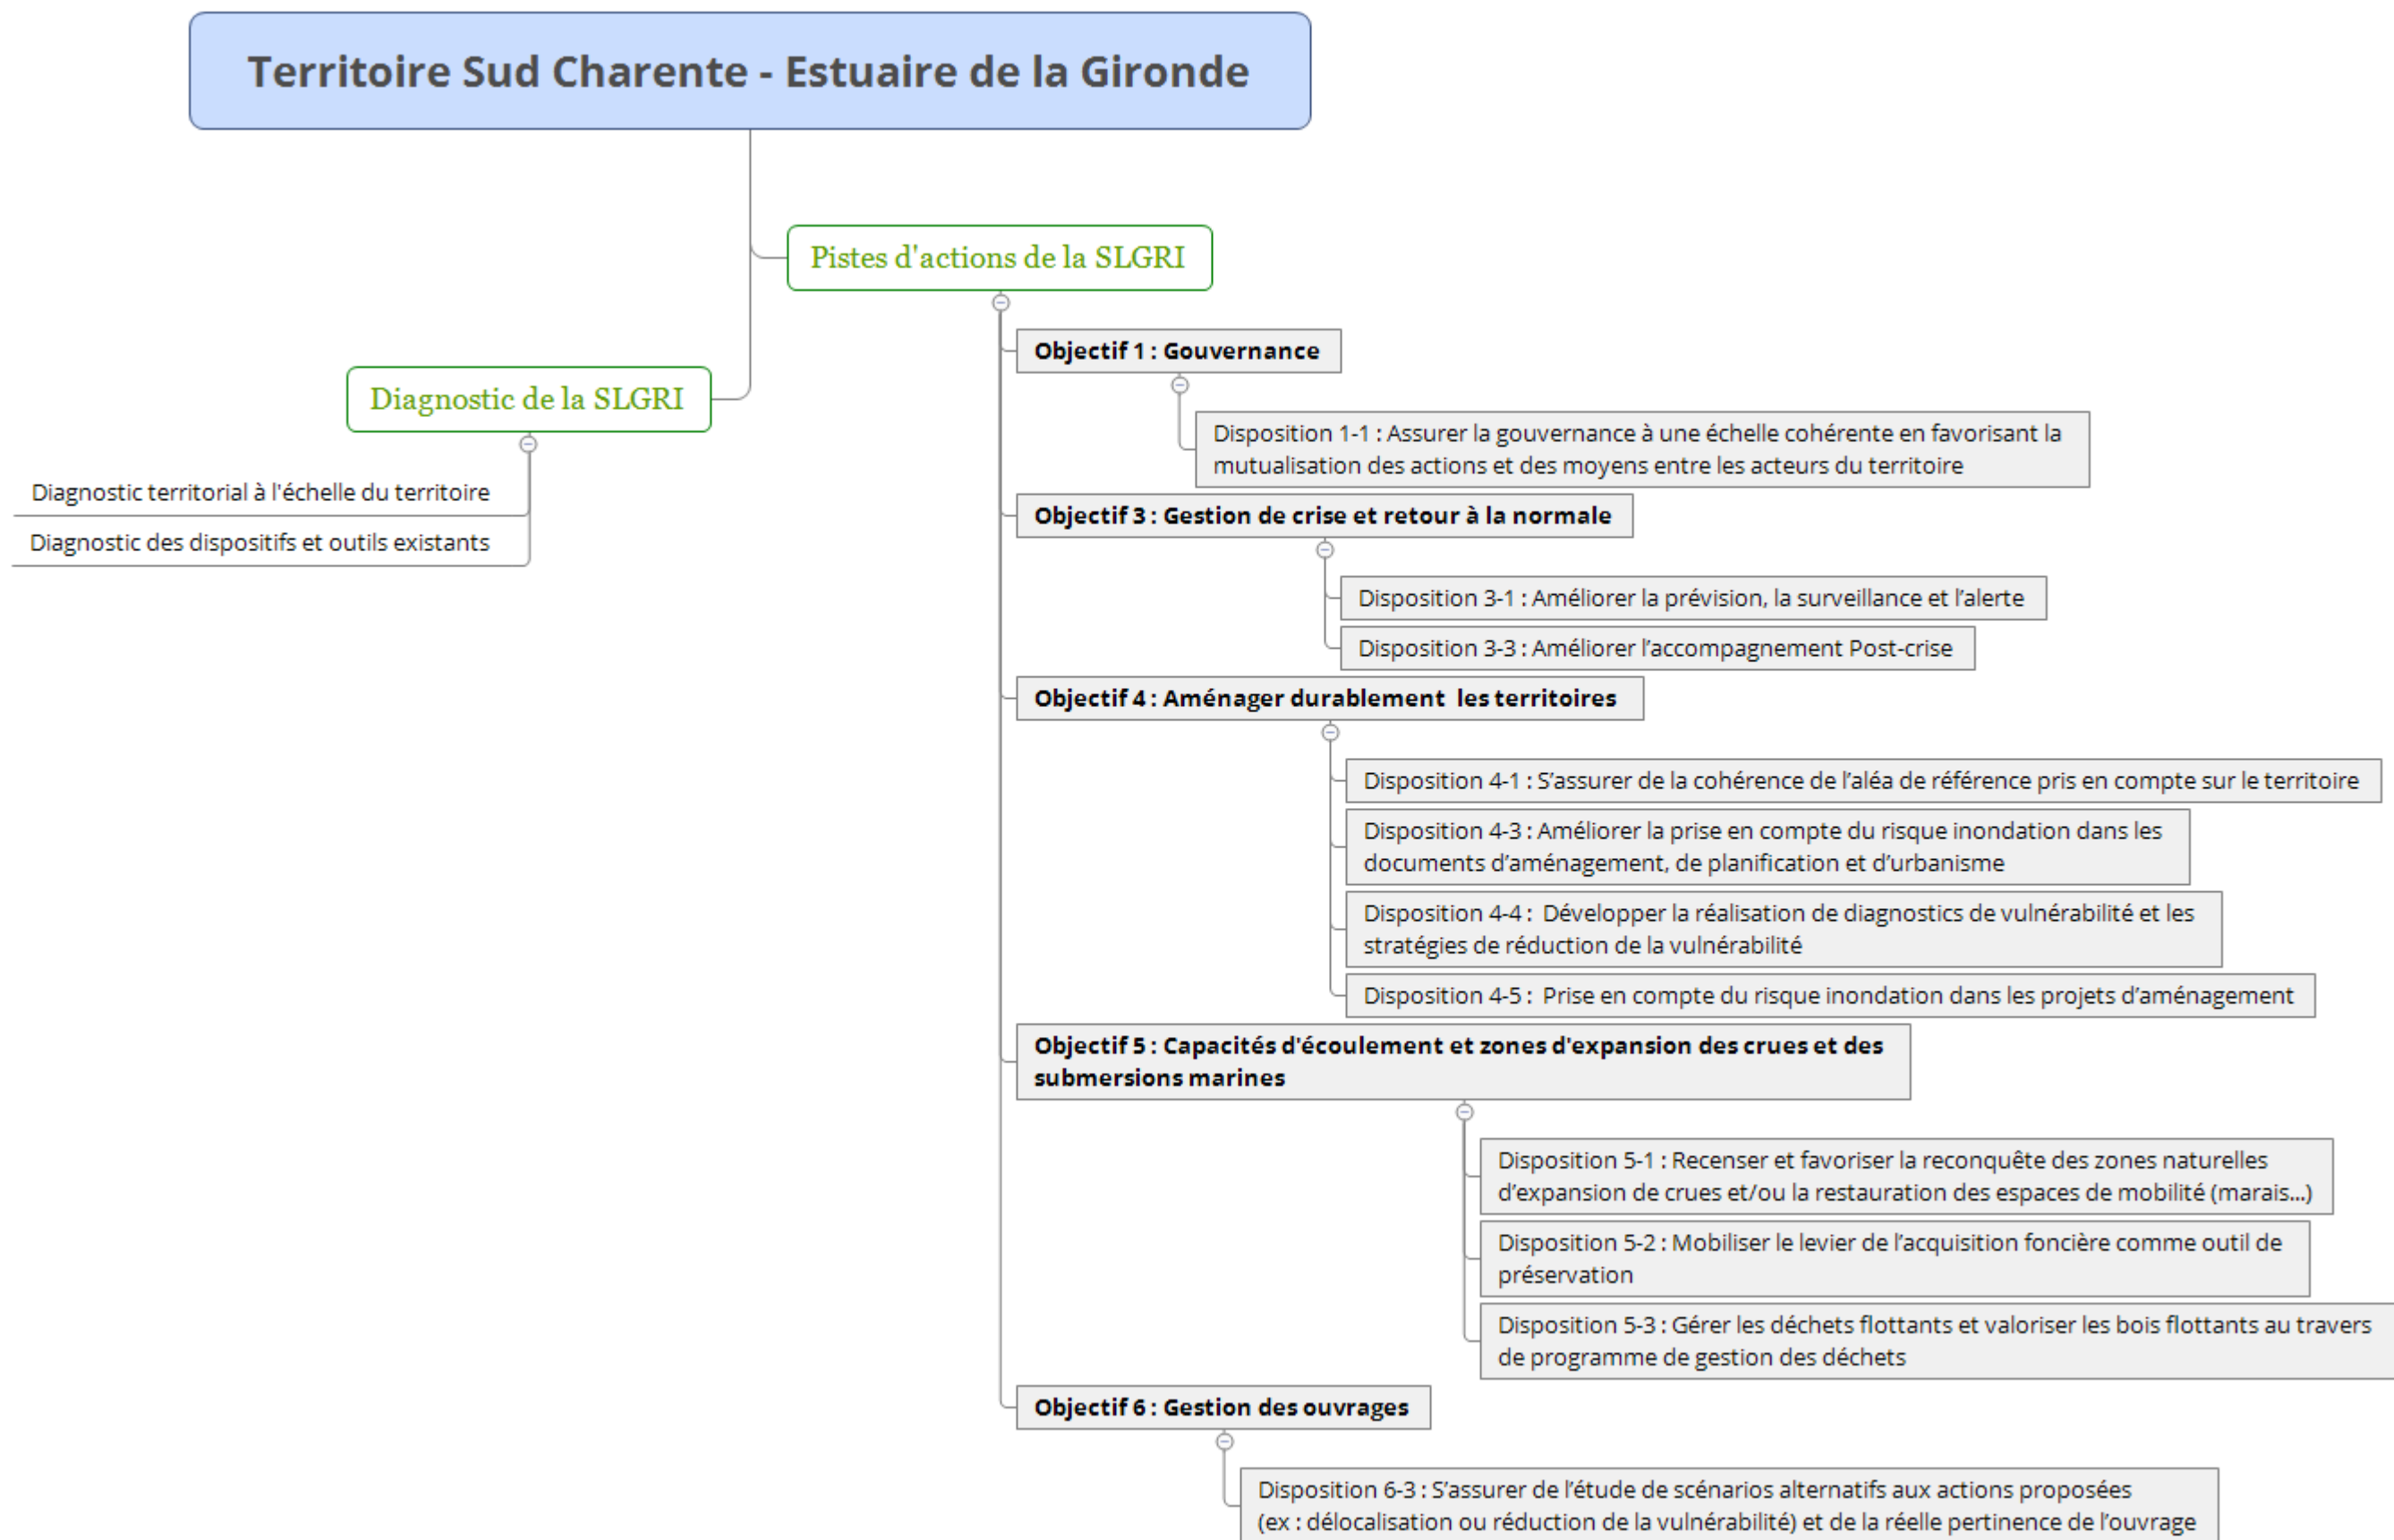 Territoire Sud Charente - Estuaire de la Gironde
Pistes d'actions de la SLGRI
Objectif 1 : Gouvernance
Disposition 1-1 : Assurer la gouvernance à une échelle cohérente en favorisant la
mutualisation des actions et des moyens entre les acteurs du territoire
Objectif 3 : Gestion de crise et retour à la normale
Disposition 3-1 : Améliorer la prévision, la surveillance et l’alerte
Disposition 3-3 : Améliorer l’accompagnement Post-crise
Objectif 4 : Aménager durablement  les territoires
Disposition 4-1 : S’assurer de la cohérence de l’aléa de référence pris en compte sur le territoire
Disposition 4-3 : Améliorer la prise en compte du risque inondation dans les
documents d’aménagement, de planification et d’urbanisme
Disposition 4-4 :  Développer la réalisation de diagnostics de vulnérabilité et les
stratégies de réduction de la vulnérabilité
Disposition 4-5 :  Prise en compte du risque inondation dans les projets d’aménagement
Objectif 5 : Capacités d'écoulement et zones d'expansion des crues et des
submersions marines
Disposition 5-1 : Recenser et favoriser la reconquête des zones naturelles
d’expansion de crues et/ou la restauration des espaces de mobilité (marais...)
Disposition 5-2 : Mobiliser le levier de l’acquisition foncière comme outil de
préservation
Disposition 5-3 : Gérer les déchets flottants et valoriser les bois flottants au travers
de programme de gestion des déchets
Objectif 6 : Gestion des ouvrages
Disposition 6-3 : S’assurer de l’étude de scénarios alternatifs aux actions proposées
(ex : délocalisation ou réduction de la vulnérabilité) et de la réelle pertinence de l’ouvrage
Diagnostic de la SLGRI
Diagnostic territorial à l'échelle du territoire
Diagnostic des dispositifs et outils existants